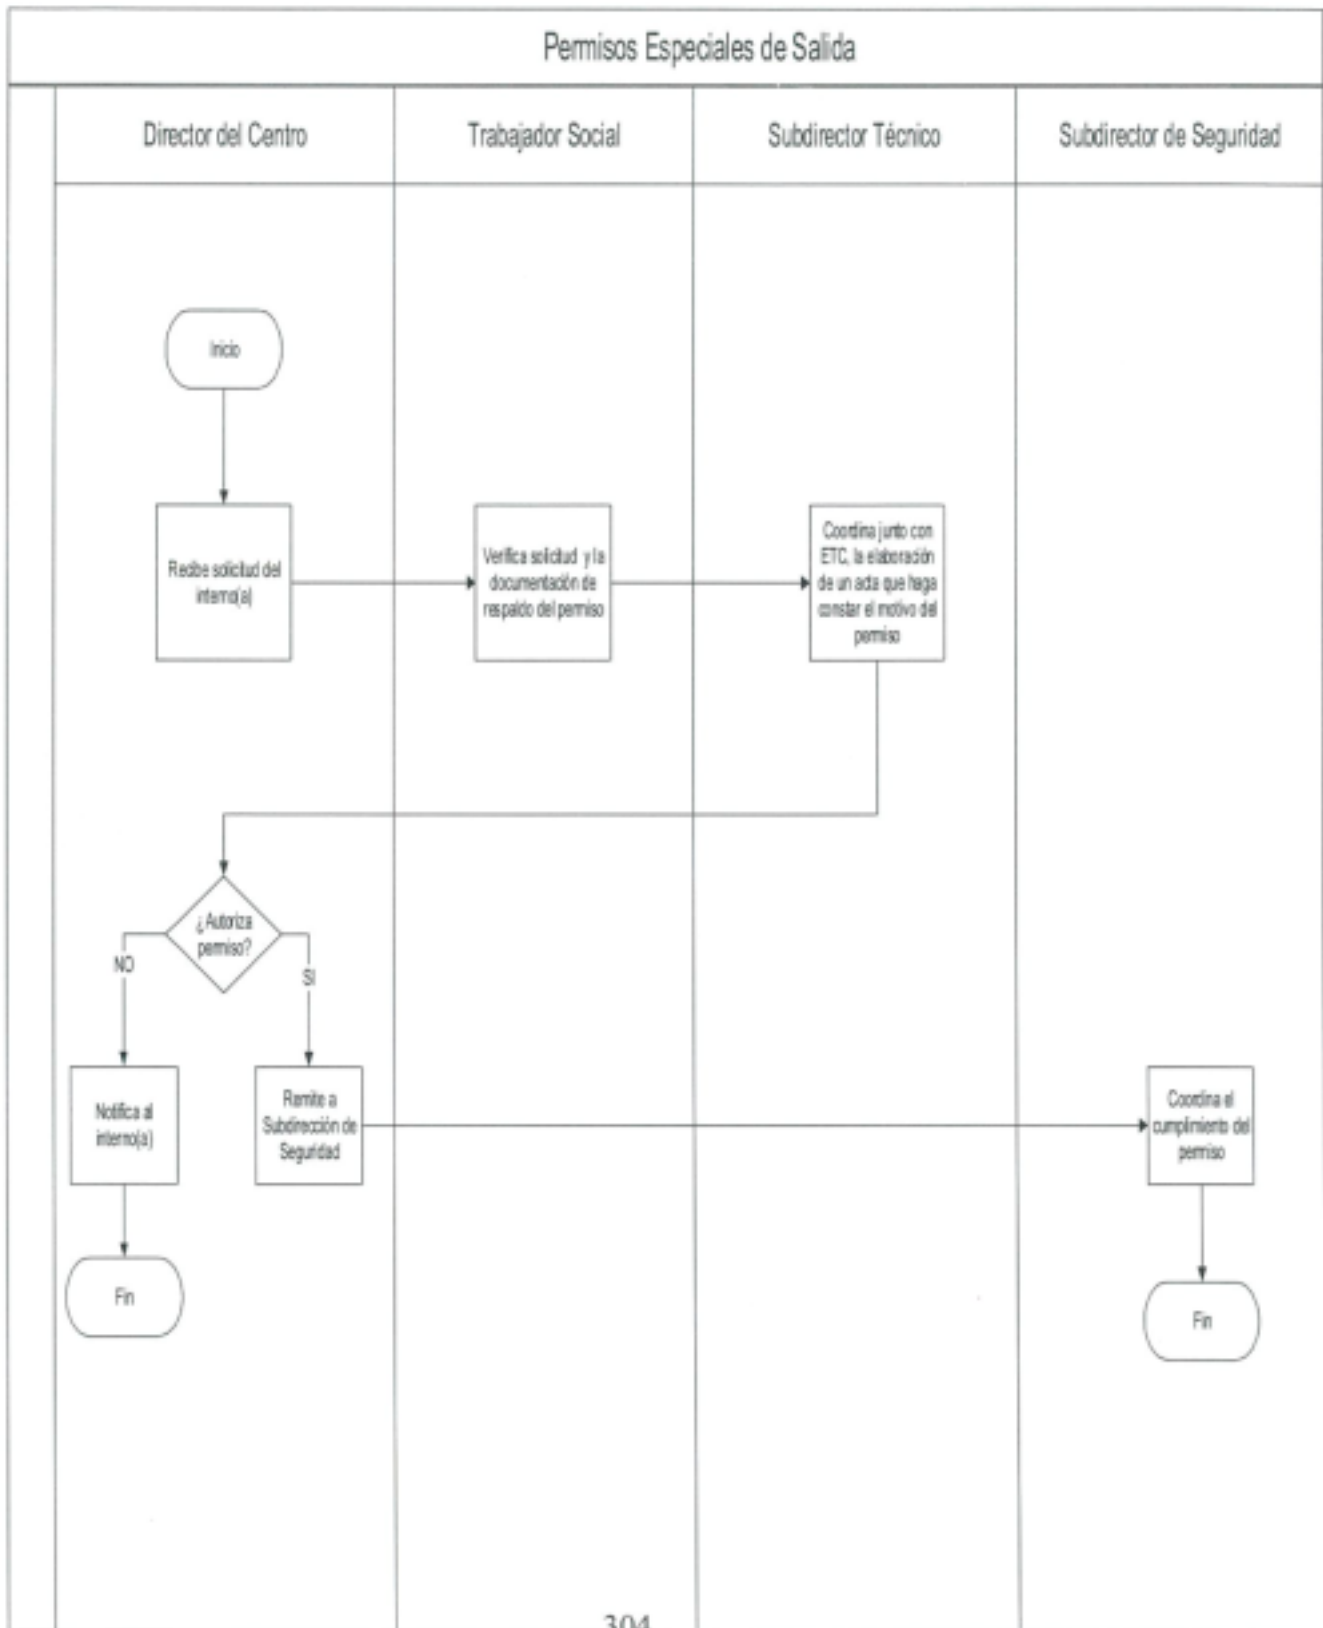 Permisos Especiales de Salida
Director del Centro
Trabajador Social
Subdirector Técnico
Subdirector de Seguridad
Inicio
Recibe solicitud del
interno(a)
Verifica solicitud y la
documentación de
respaldo del permiso
Coordina junto con
ETC, la elaboración
de un acta que haga
constar el motivo del
permiso
¿Autoriza
permiso?
NO
SI
Notifica al
interno(a)
Remite a
Subdirección de
Seguridad
Coordina el
cumplimiento del
permiso
Fin
Fin
304